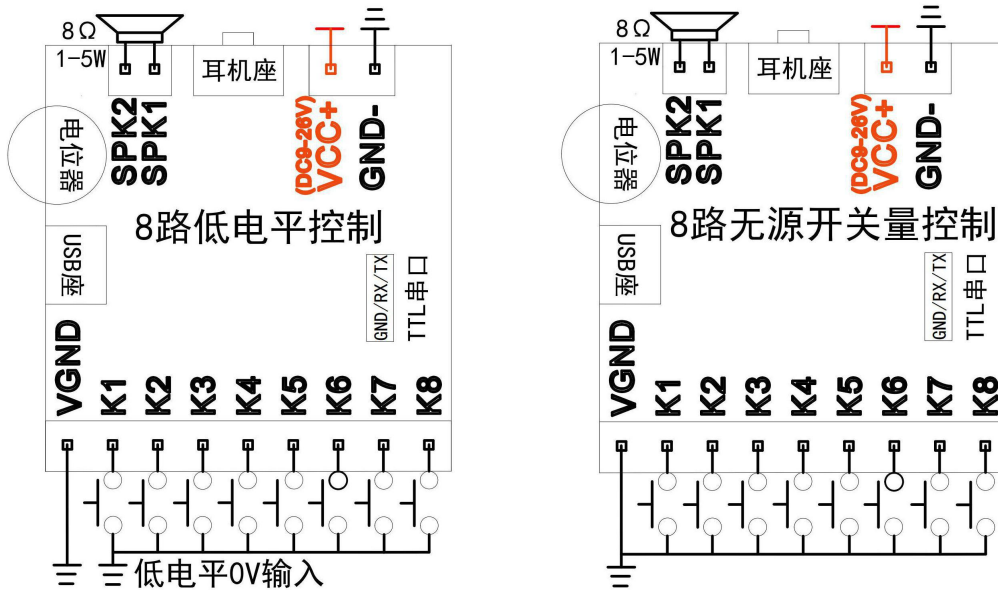 8Ω
1-5W
耳机座
SPK2
SPK1
(DC9-26V)
VCC+
GND-
电位器
8路低电平控制
USB座
GND/RX/TX
TTL串口
VGND
K1
K2
K3
K4
K5
K6
K7
K8
低电平0V输入
8Ω
1-5W
耳机座
SPK2
SPK1
(DC9-26V)
VCC+
GND-
电位器
8路无源开关量控制
USB座
GND/RX/TX
TTL串口
VGND
K1
K2
K3
K4
K5
K6
K7
K8